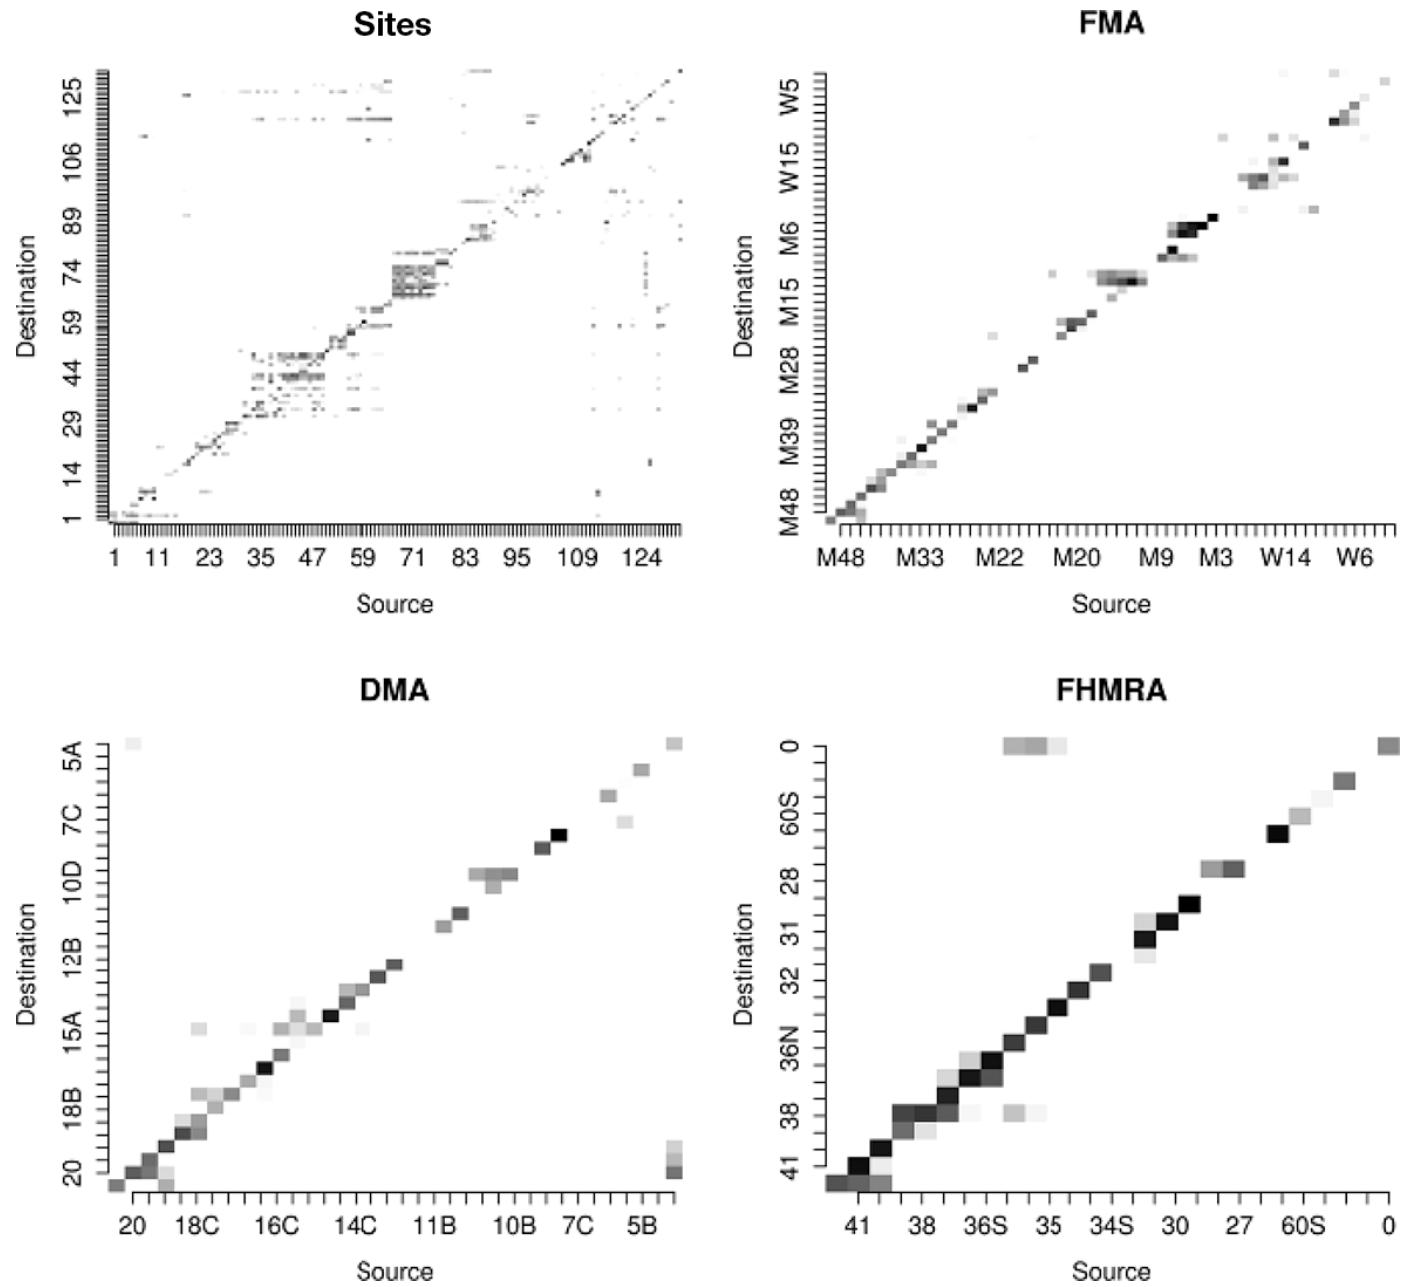 Sites
Destination
125
106
89
74
59
44
29
14
1
1 11 23 35 47 59 71 83 95 109 124
Source
FMA
Destination
W5
W15
M6
M15
M28
M39
M48
M48 M33 M22 M20 M9 M3 W14 W6
Source
DMA
Destination
5A
7C
10D
12B
15A
18B
20
20 18C 16C 14C 11B 10B 7C 5B
Source
FHMRA
Destination
0
60S
28
31
32
36N
38
41
41 38 36S 35 34S 30 27 60S 0
Source